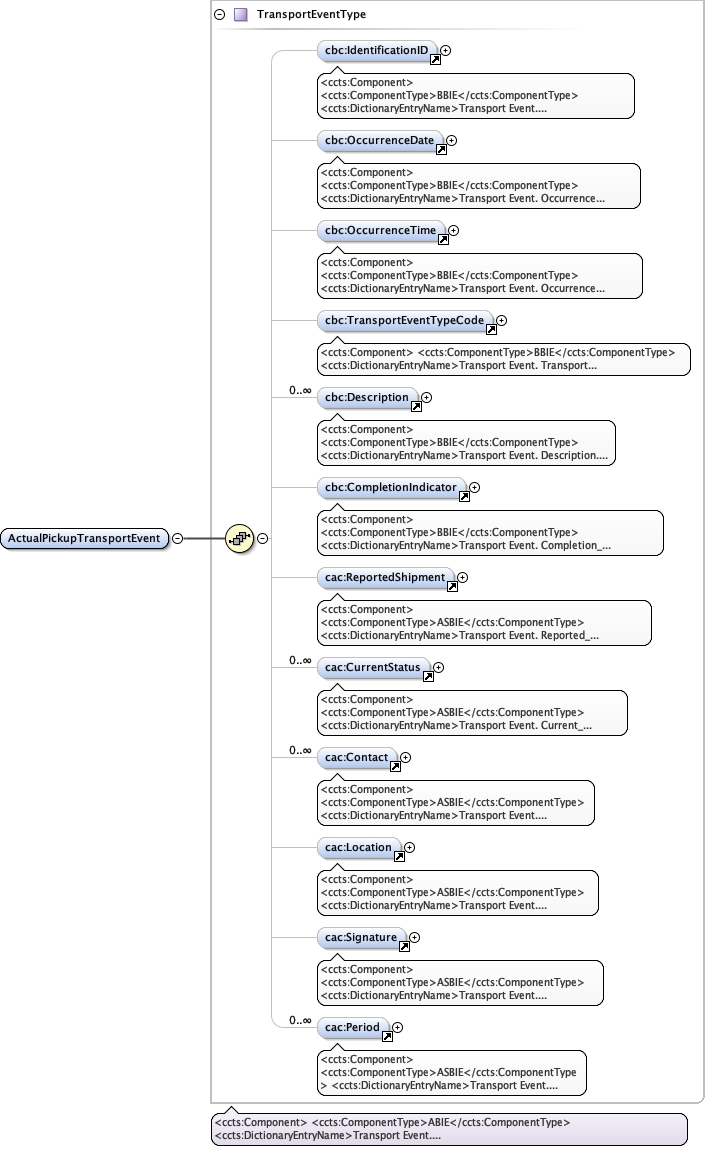 TransportEventType
cbc:IdentificationID
<ccts:Component>
<ccts:ComponentType>BBIE</ccts:ComponentType>
<ccts:DictionaryEntryName>Transport Event....
cbc:OccurrenceDate
<ccts:Component>
<ccts:ComponentType>BBIE</ccts:ComponentType>
<ccts:DictionaryEntryName>Transport Event. Occurrence...
cbc:OccurrenceTime
<ccts:Component>
<ccts:ComponentType>BBIE</ccts:ComponentType>
<ccts:DictionaryEntryName>Transport Event. Occurrence...
cbc:TransportEventTypeCode
<ccts:Component> <ccts:ComponentType>BBIE</ccts:ComponentType>
<ccts:DictionaryEntryName>Transport Event. Transport...
0..∞
cbc:Description
<ccts:Component>
<ccts:ComponentType>BBIE</ccts:ComponentType>
<ccts:DictionaryEntryName>Transport Event. Description....
cbc:CompletionIndicator
<ccts:Component>
<ccts:ComponentType>BBIE</ccts:ComponentType>
<ccts:DictionaryEntryName>Transport Event. Completion_...
ActualPickupTransportEvent
cac:ReportedShipment
<ccts:Component>
<ccts:ComponentType>ASBIE</ccts:ComponentType>
<ccts:DictionaryEntryName>Transport Event. Reported_...
0..∞
cac:CurrentStatus
<ccts:Component>
<ccts:ComponentType>ASBIE</ccts:ComponentType>
<ccts:DictionaryEntryName>Transport Event. Current_...
0..∞
cac:Contact
<ccts:Component>
<ccts:ComponentType>ASBIE</ccts:ComponentType>
<ccts:DictionaryEntryName>Transport Event....
cac:Location
<ccts:Component>
<ccts:ComponentType>ASBIE</ccts:ComponentType>
<ccts:DictionaryEntryName>Transport Event....
cac:Signature
<ccts:Component>
<ccts:ComponentType>ASBIE</ccts:ComponentType>
<ccts:DictionaryEntryName>Transport Event....
0..∞
cac:Period
<ccts:Component>
<ccts:ComponentType>ASBIE</ccts:ComponentType
> <ccts:DictionaryEntryName>Transport Event....
<ccts:Component> <ccts:ComponentType>ABIE</ccts:ComponentType>
<ccts:DictionaryEntryName>Transport Event....